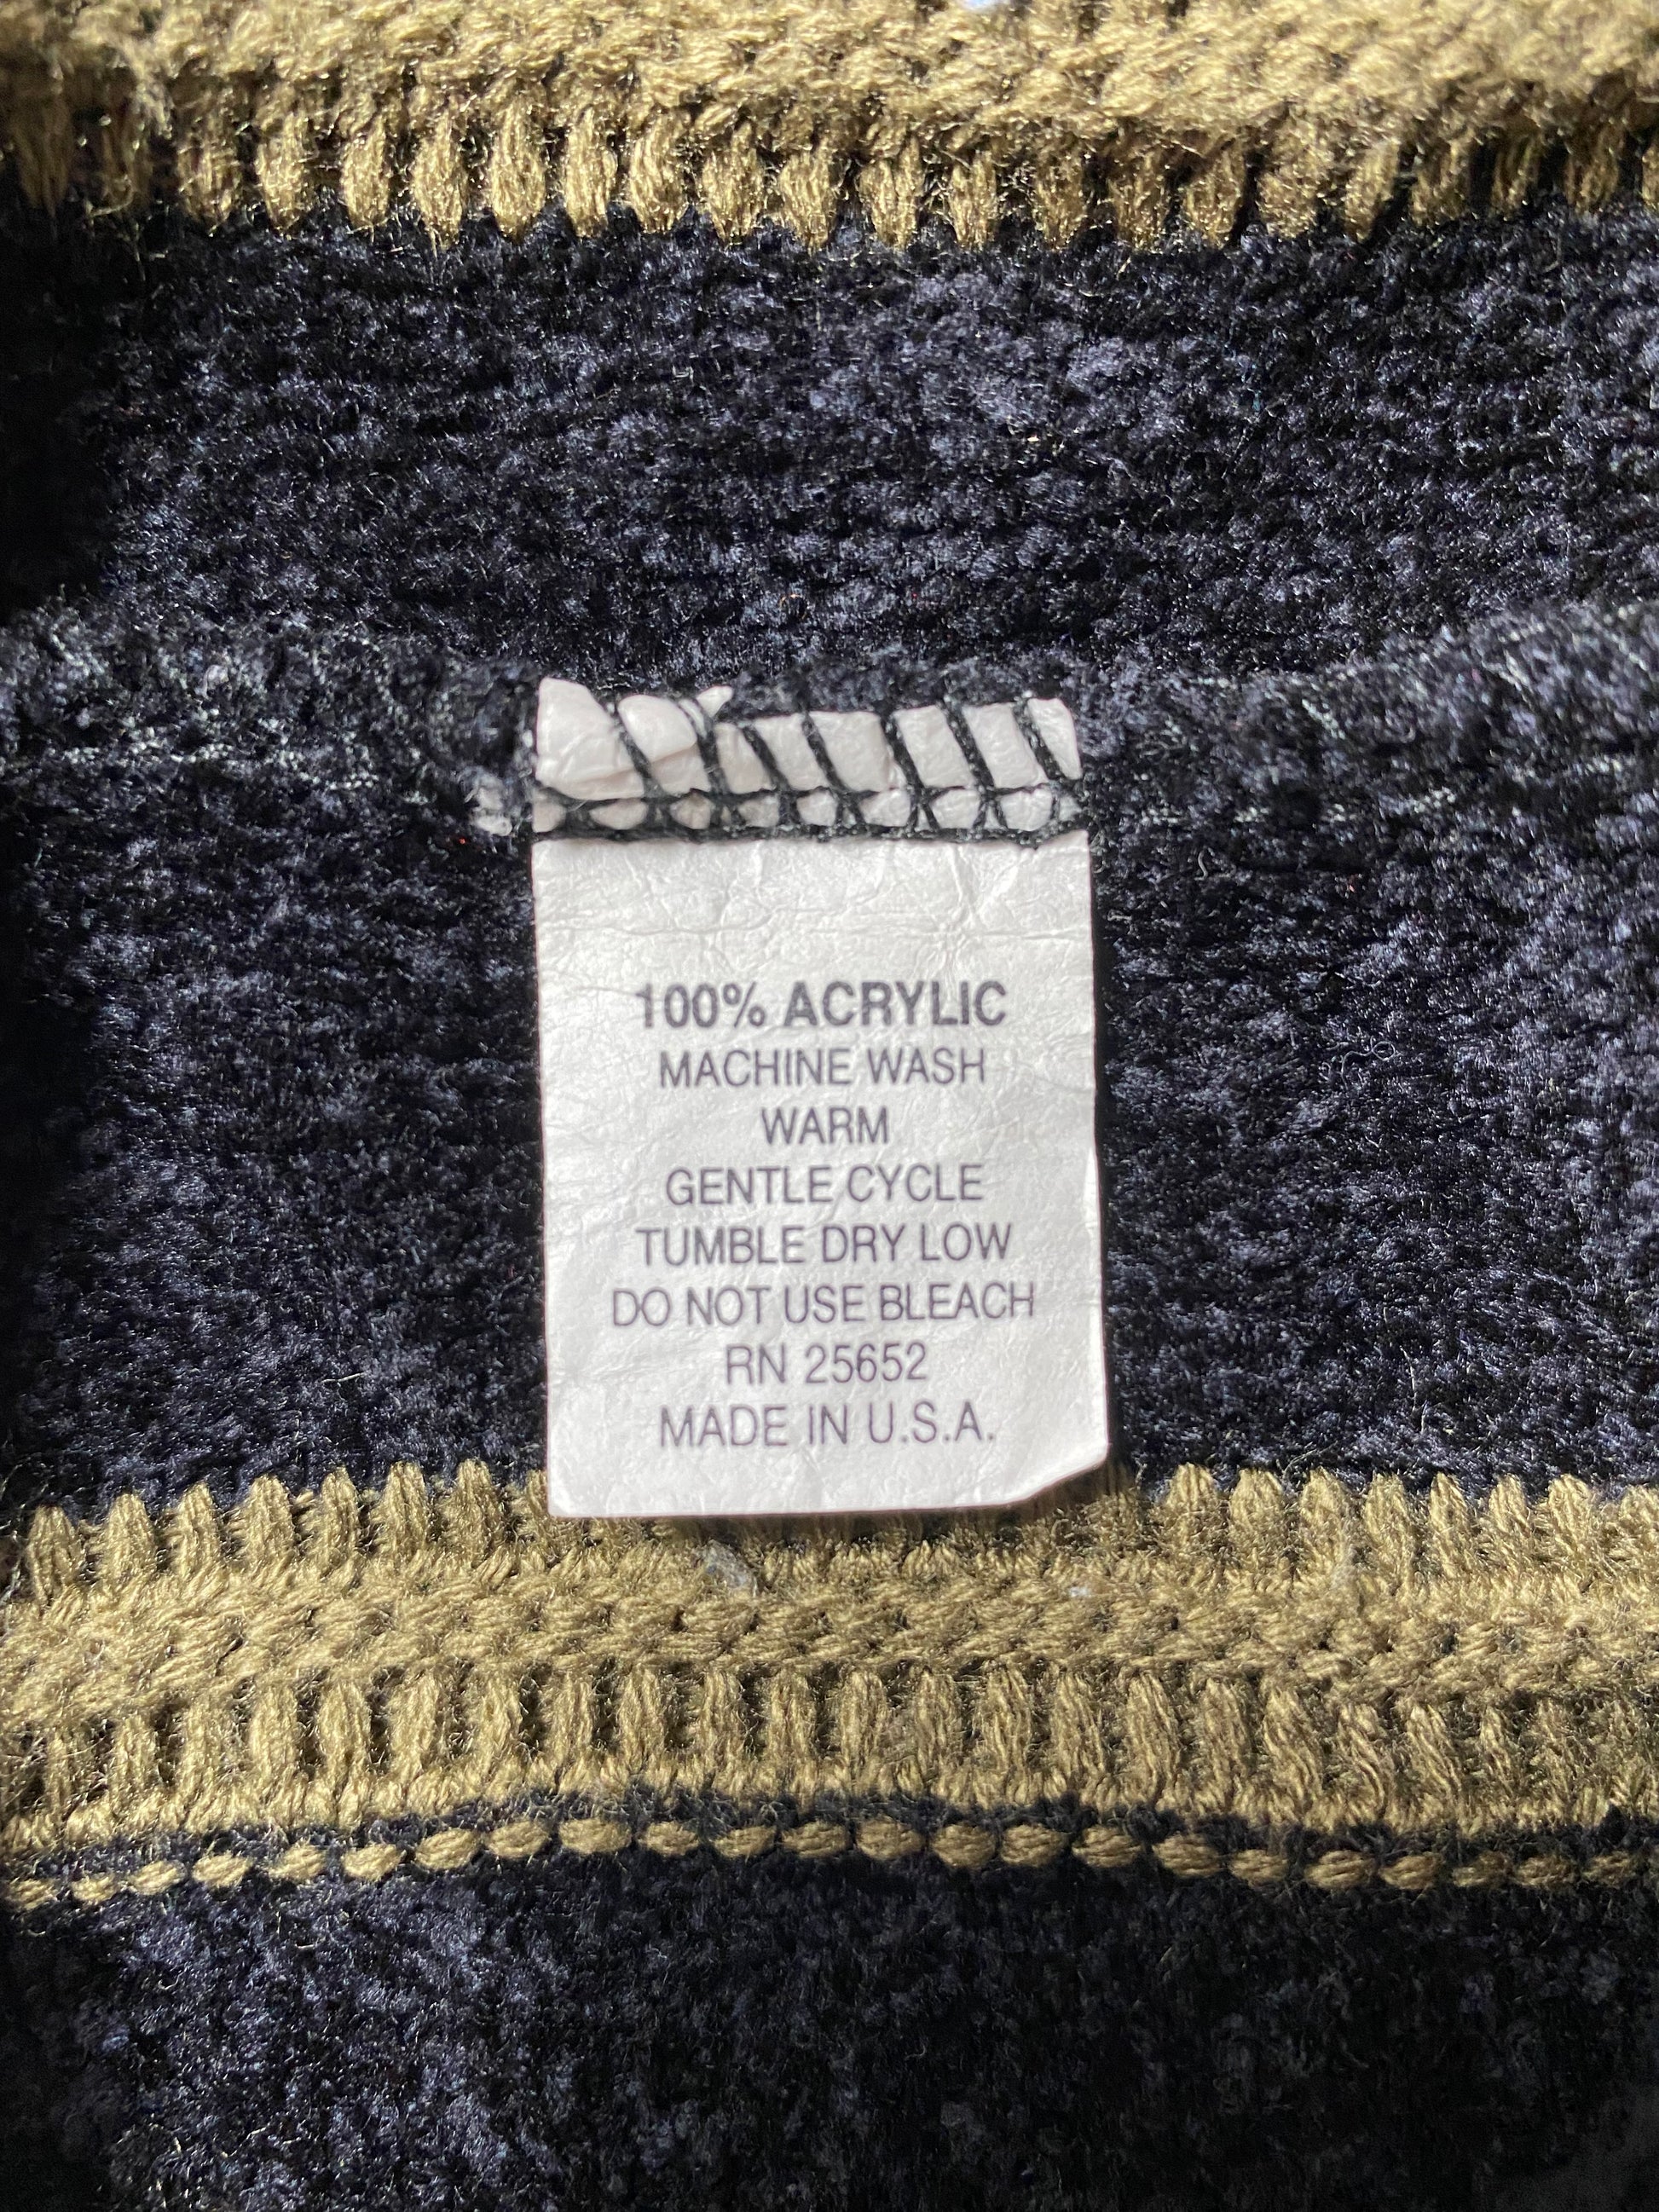 100% ACRYLIC
MACHINE WASH
WARM
GENTLE CYCLE
TUMBLE DRY LOW
DO NOT USE BLEACH
RN 25652
MADE IN U.S.A.